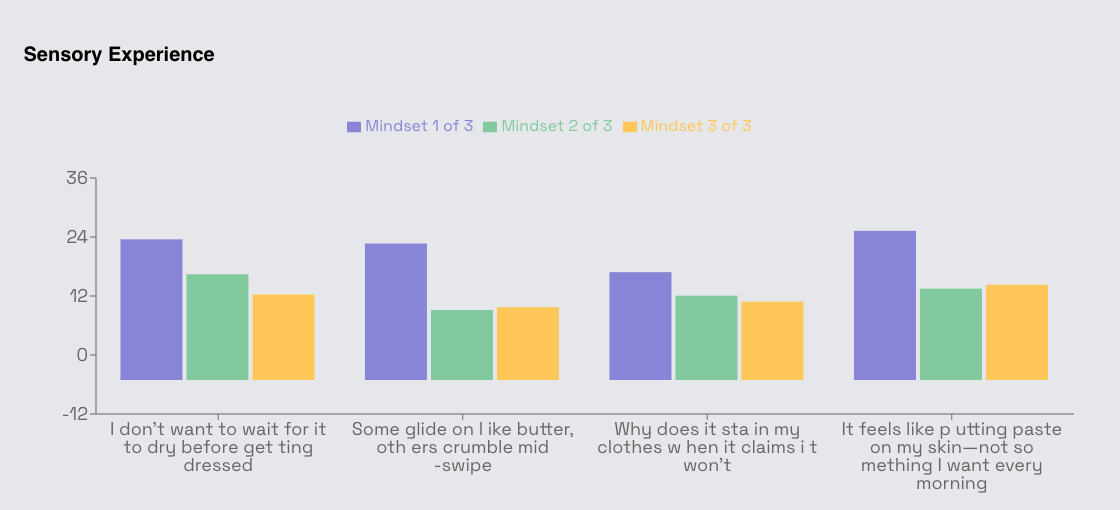 Sensory Experience
Mindset 1 of 3 Mindset 2 of 3 Mindset 3 of 3
36
24
12
0
-12
I don't want to wait for it
to dry before get ting
dressed
Some glide on l ike butter,
oth ers crumble mid
-swipe
Why does it sta in my
clothes w hen it claims i t
won't
It feels like p utting paste
on my skin—not so
mething I want every
morning